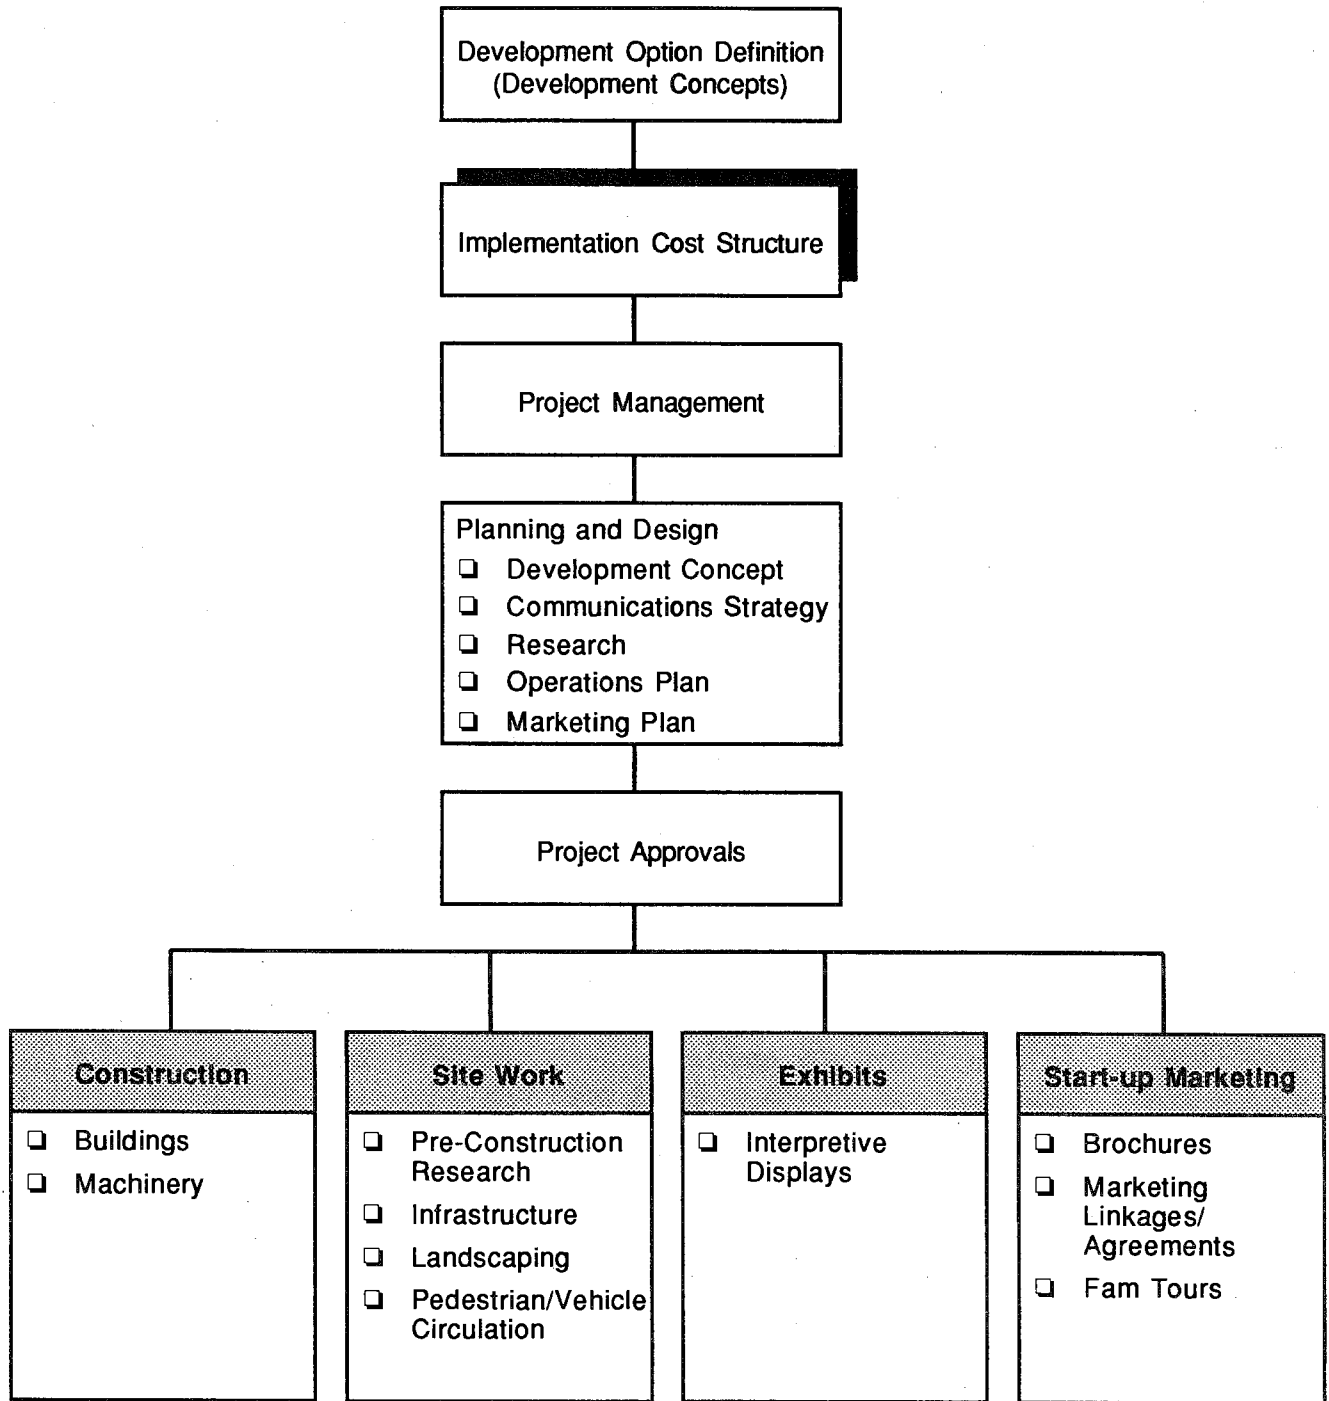 Development Option Definition
(Development Concepts)
Implementation Cost Structure
Project Management
Planning and Design
❑ Development Concept
❑ Communications Strategy
❑ Research
❑ Operations Plan
❑ Marketing Plan
Project Approvals
Construction
❑ Buildings
❑ Machinery
Site Work
❑ Pre-Construction
Research
❑ Infrastructure
❑ Landscaping
❑ Pedestrian/Vehicle
Circulation
Exhibits
❑ Interpretive
Displays
Start-up Marketing
❑ Brochures
❑ Marketing
Linkages/
Agreements
❑ Fam Tours